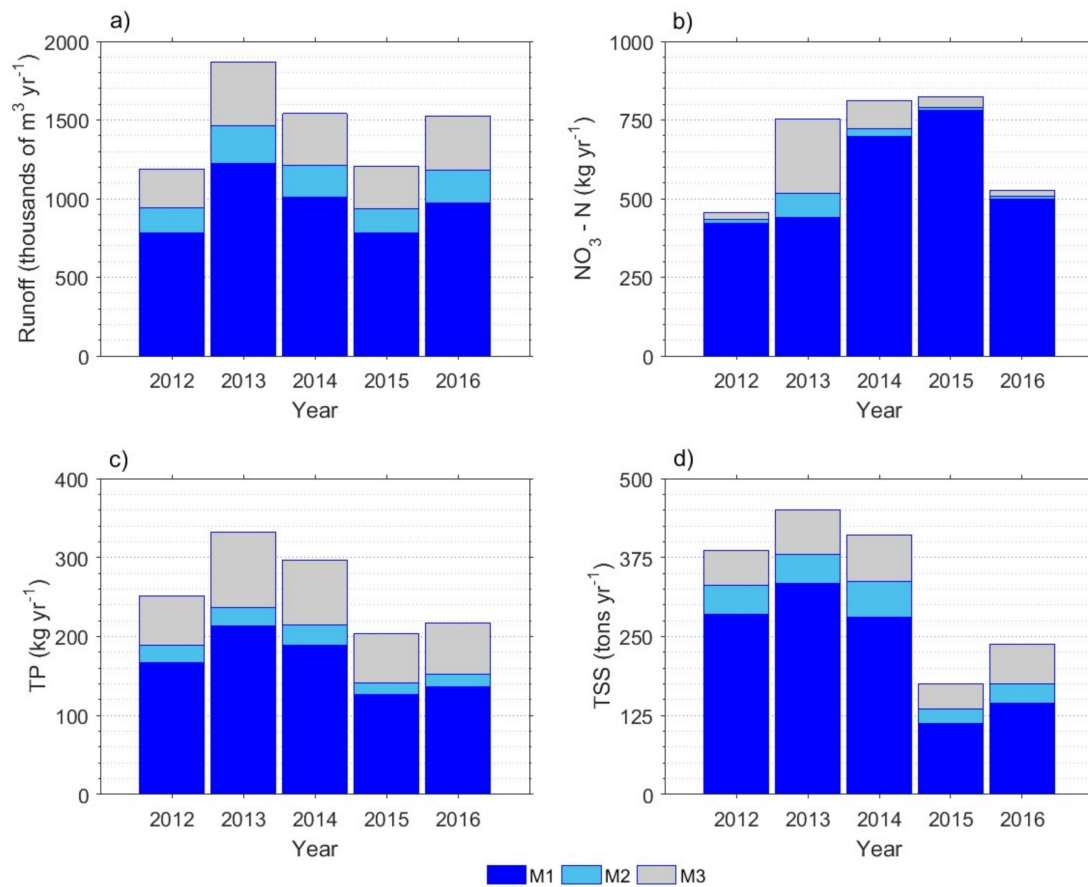 a)
2000
1500
1000
500
0
Runoff (thousands of m³ yr⁻¹)
2012 2013 2014 2015 2016
Year
b)
1000
750
500
250
0
NO₃ - N (kg yr⁻¹)
2012 2013 2014 2015 2016
Year
c)
400
300
200
100
0
TP (kg yr⁻¹)
2012 2013 2014 2015 2016
Year
d)
500
375
250
125
0
TSS (tons yr⁻¹)
2012 2013 2014 2015 2016
Year
M1 M2 M3